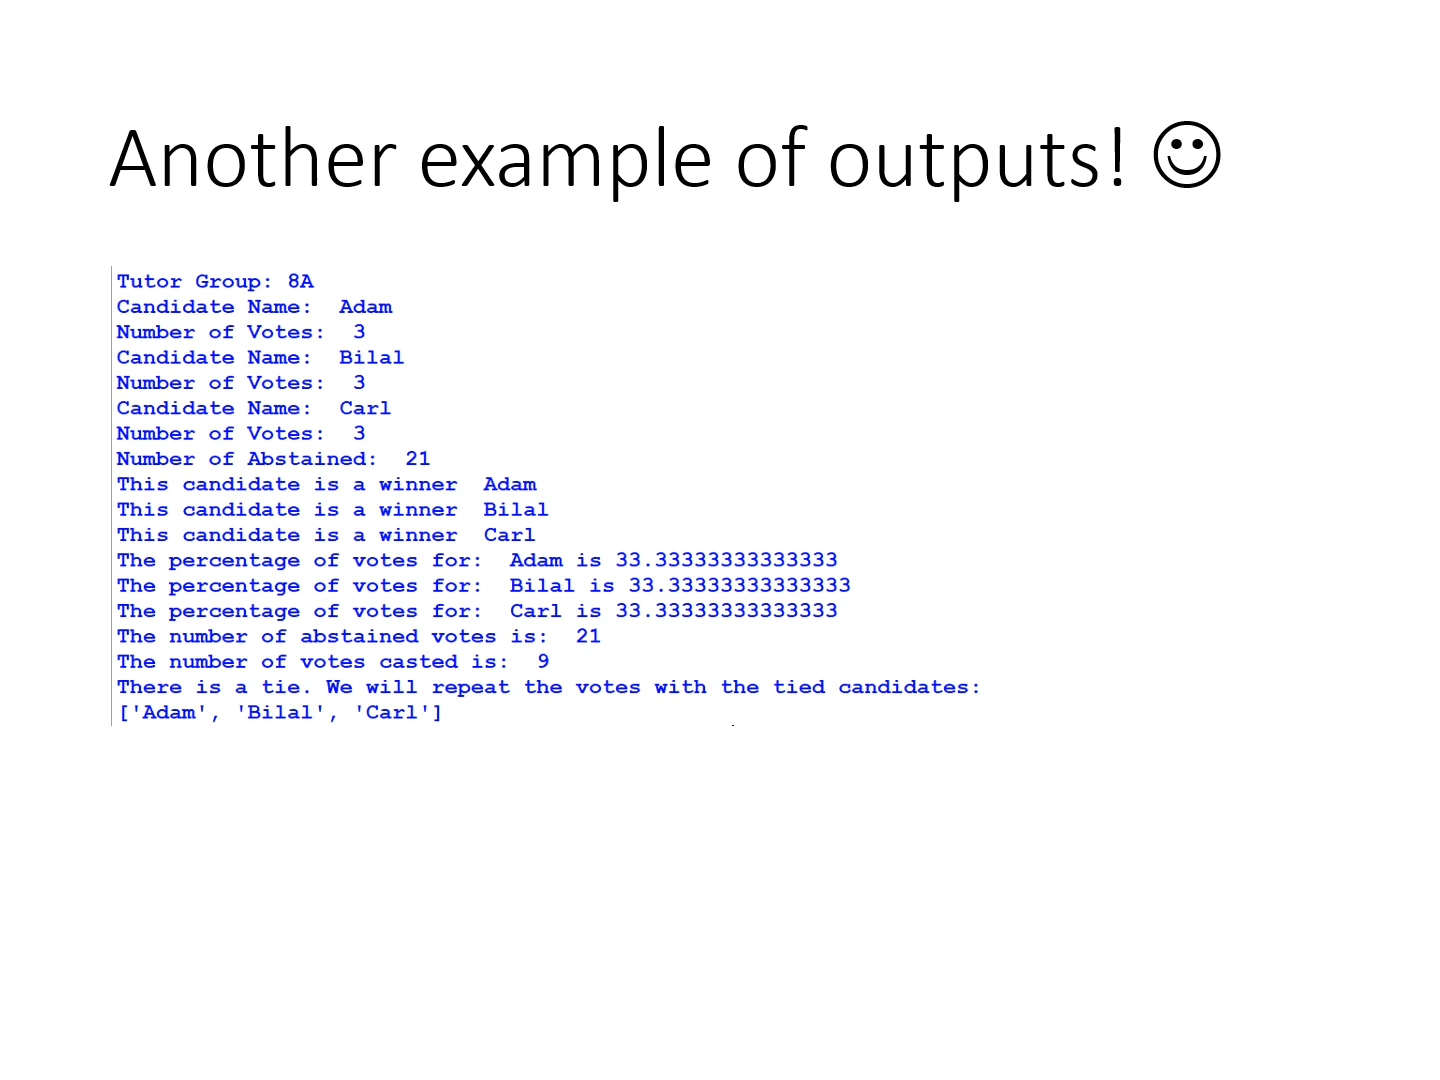 Another example of outputs! ☺
Tutor Group: 8A
Candidate Name:  Adam
Number of Votes:  3
Candidate Name:  Bilal
Number of Votes:  3
Candidate Name:  Carl
Number of Votes:  3
Number of Abstained:  21
This candidate is a winner  Adam
This candidate is a winner  Bilal
This candidate is a winner  Carl
The percentage of votes for:  Adam is 33.33333333333333
The percentage of votes for:  Bilal is 33.33333333333333
The percentage of votes for:  Carl is 33.33333333333333
The number of abstained votes is:  21
The number of votes casted is:  9
There is a tie. We will repeat the votes with the tied candidates:
['Adam', 'Bilal', 'Carl']